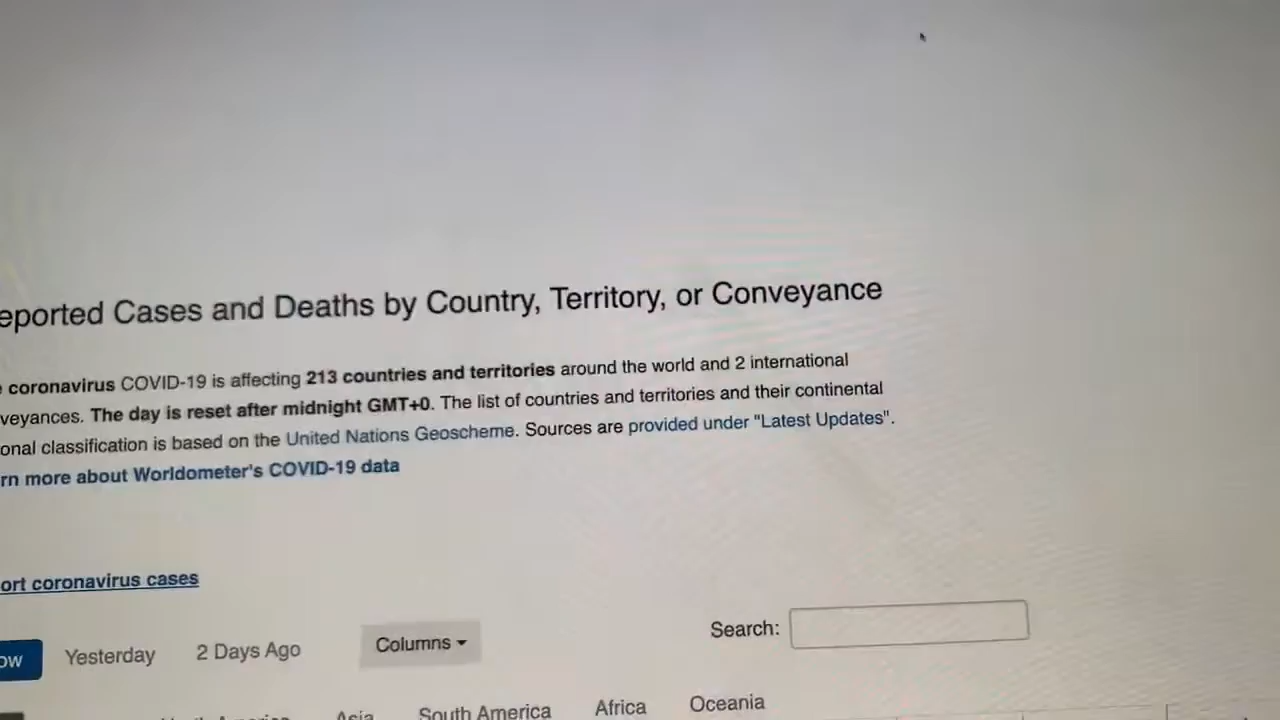 eported Cases and Deaths by Country, Territory, or Conveyance
coronavirus COVID-19 is affecting 213 countries and territories around the world and 2 international
veyances. The day is reset after midnight GMT+0. The list of countries and territories and their continental
onal classification is based on the United Nations Geoscheme. Sources are provided under "Latest Updates".
rn more about Worldometer's COVID-19 data
ort coronavirus cases
ow Yesterday 2 Days Ago Columns Search:
Asia South America Africa Oceania